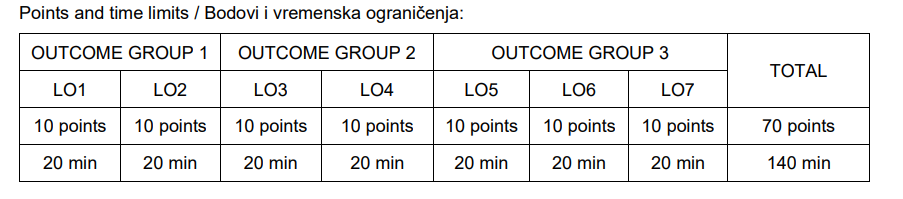 Points and time limits / Bodovi i vremenska ograničenja:
OUTCOME GROUP 1 OUTCOME GROUP 2 OUTCOME GROUP 3 TOTAL
LO1 LO2 LO3 LO4 LO5 LO6 LO7
10 points 10 points 10 points 10 points 10 points 10 points 10 points 70 points
20 min 20 min 20 min 20 min 20 min 20 min 20 min 140 min